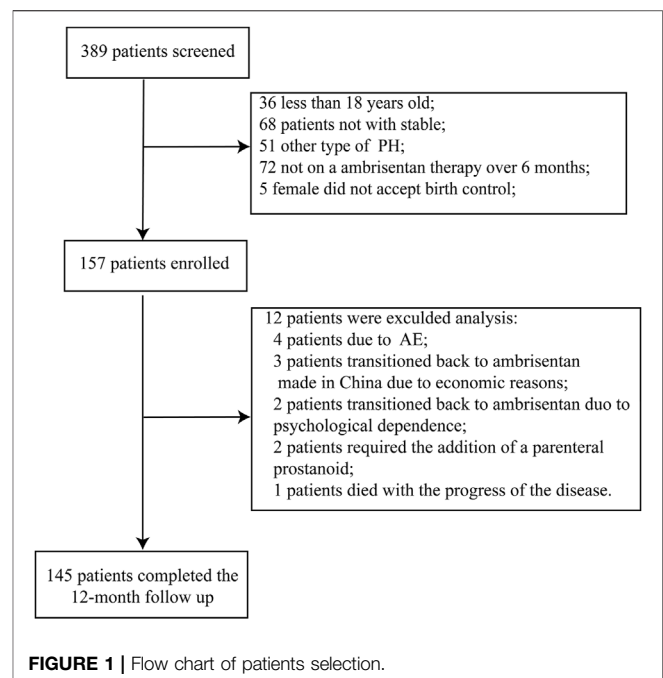 389 patients screened
36 less than 18 years old;
68 patients not with stable;
51 other type of PH;
72 not on a ambrisentan therapy over 6 months;
5 female did not accept birth control;
157 patients enrolled
12 patients were exculded analysis:
4 patients due to AE;
3 patients transitioned back to ambrisentan
made in China due to economic reasons;
2 patients transitioned back to ambrisentan duo to
psychological dependence;
2 patients required the addition of a parenteral
prostanoid;
1 patients died with the progress of the disease.
145 patients completed the
12-month follow up
FIGURE 1 | Flow chart of patients selection.